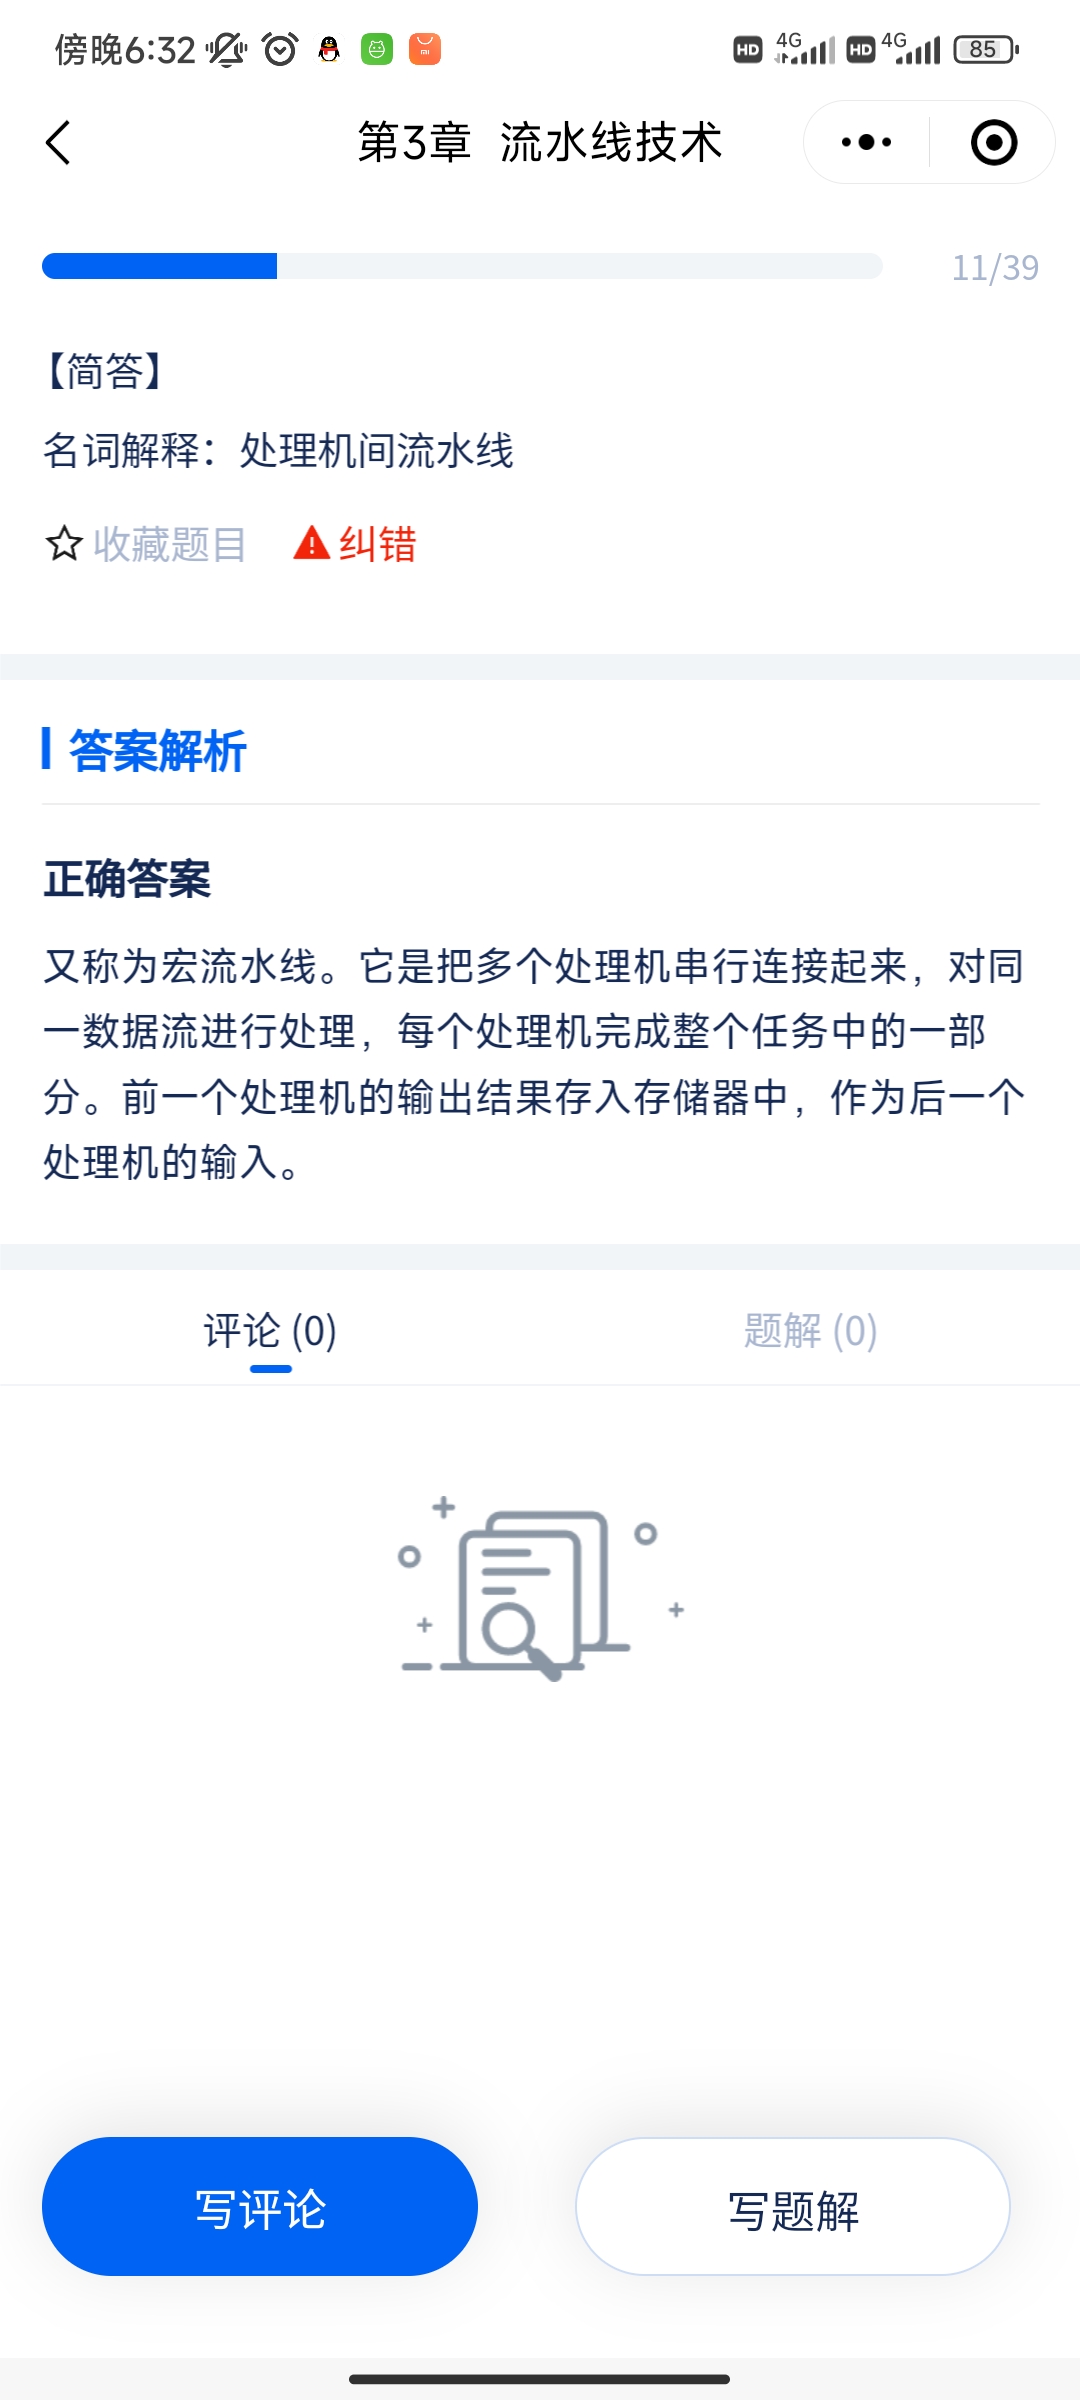 傍晚6:32
HD 4G HD 4G 85
第3章 流水线技术
11/39
【简答】
名词解释：处理机间流水线
收藏题目 纠错
答案解析
正确答案
又称为宏流水线。它是把多个处理机串行连接起来，对同
一数据流进行处理，每个处理机完成整个任务中的一部
分。前一个处理机的输出结果存入存储器中，作为后一个
处理机的输入。
评论 (0) 题解 (0)
写评论 写题解